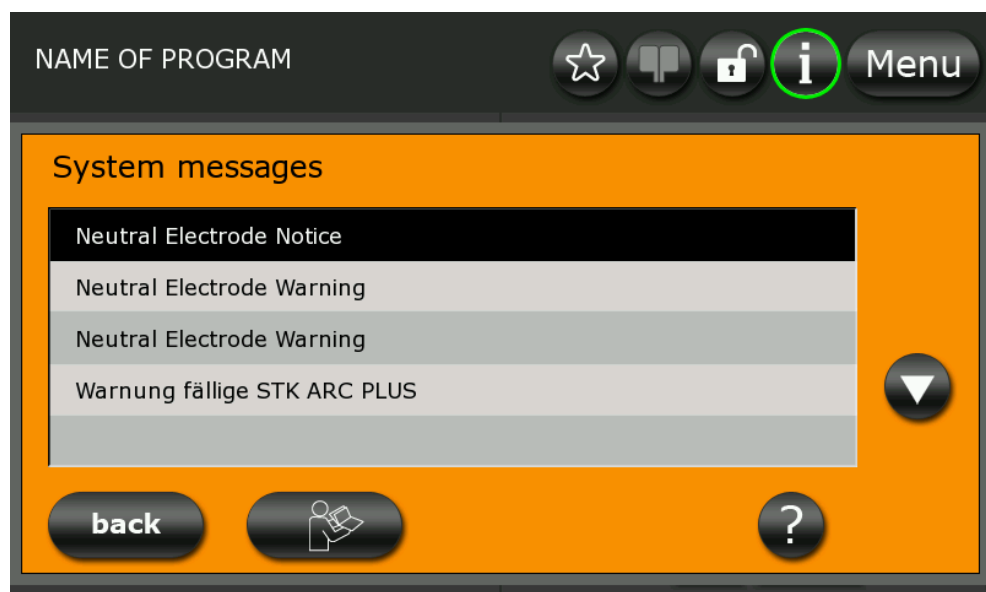 NAME OF PROGRAM
i
Menu
System messages
Neutral Electrode Notice
Neutral Electrode Warning
Neutral Electrode Warning
Warnung fällige STK ARC PLUS
back
?